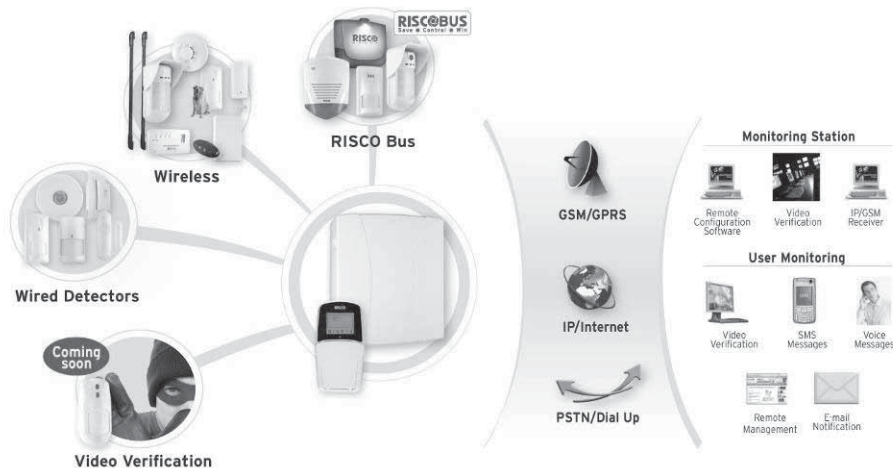 RISCOBUS
Save Control Win
RISCO
RISCO Bus
Wireless
Wired Detectors
Coming
soon
Video Verification
GSM/GPRS
IP/Internet
PSTN/Dial Up
Monitoring Station
Remote
Configuration
Software
Video
Verification
IP/GSM
Receiver
User Monitoring
Video
Verification
SMS
Messages
Voice
Messages
Remote
Management
E-mail
Notification